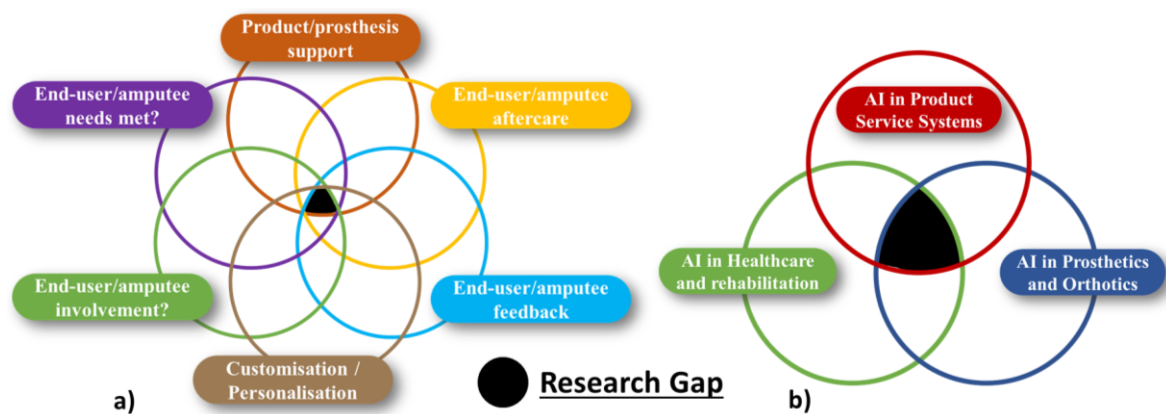 Product/prosthesis
support
End-user/amputee
needs met?
End-user/amputee
aftercare
End-user/amputee
involvement?
End-user/amputee
feedback
Customisation /
Personalisation
a)
Research Gap
AI in Product
Service Systems
AI in Healthcare
and rehabilitation
AI in Prosthetics
and Orthotics
b)